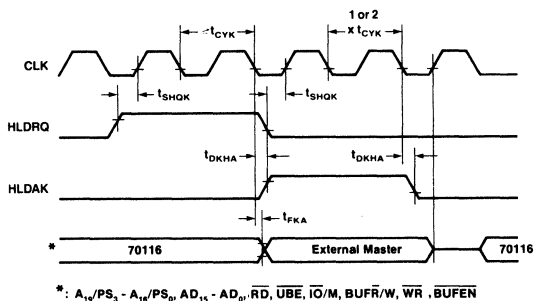 1 or 2
≥tCYK
x tCYK
CLK
tSHQK
tSHQK
HLDRQ
tDKHA
tDKHA
HLDAK
tFKA
* 70116 External Master 70116
*: A19/PS3 - A16/PS0, AD15 - AD0, RD, UBE, IO/M, BUFR/W, WR, BUFEN